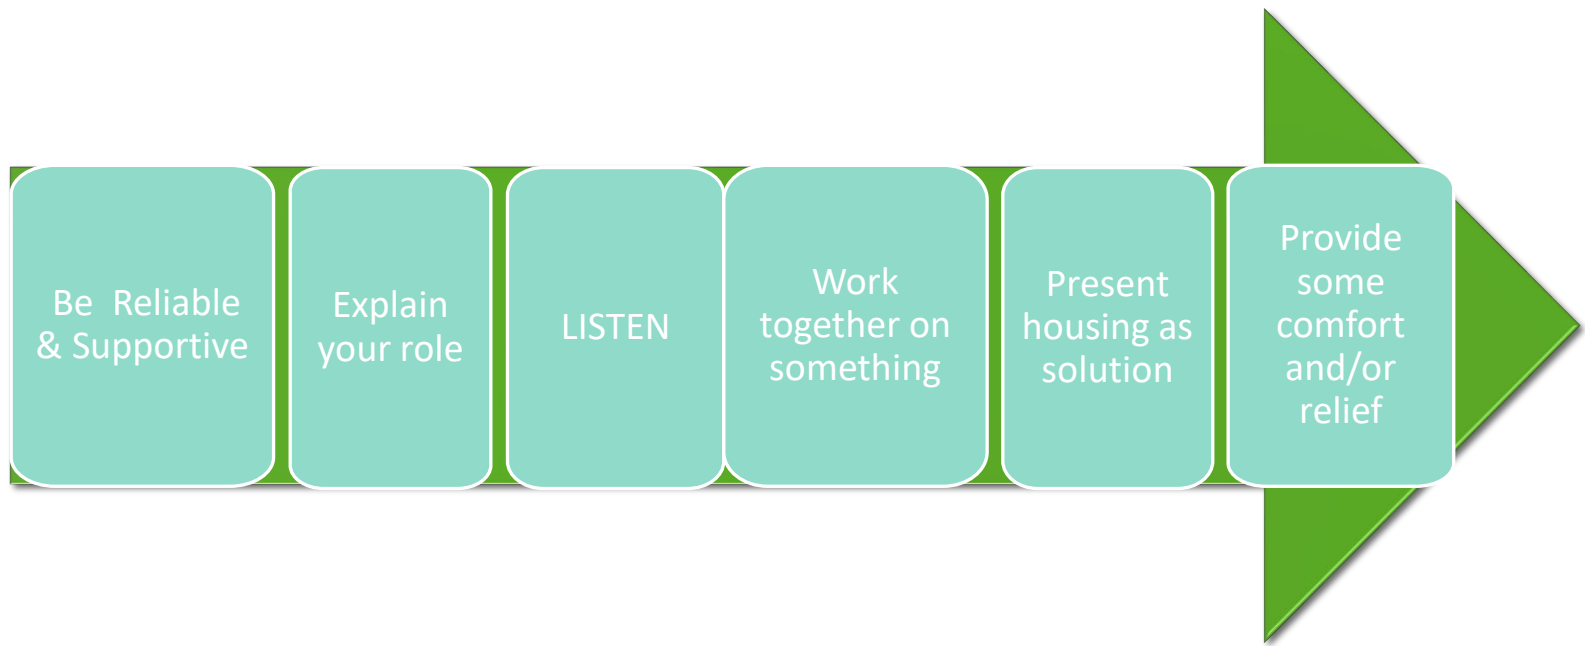 Be  Reliable
& Supportive
Explain
your role
LISTEN
Work
together on
something
Present
housing as
solution
Provide
some
comfort
and/or
relief